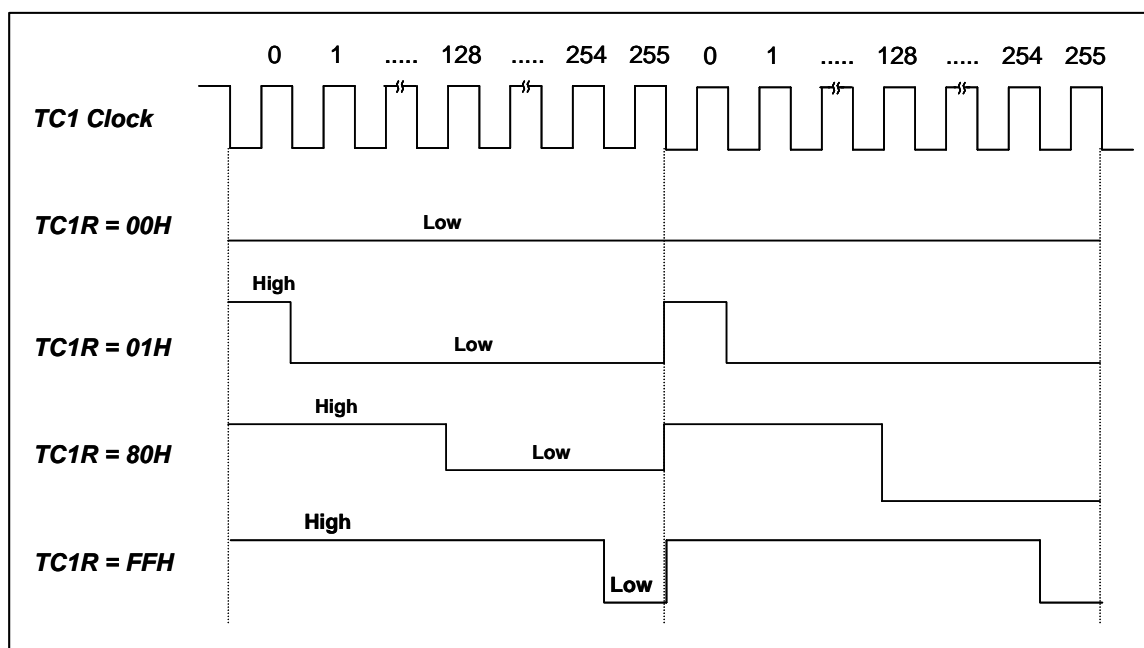 0 1 ..... 128 ..... 254 255 0 1 ..... 128 ..... 254 255
TC1 Clock
TC1R = 00H
Low
High
TC1R = 01H
Low
High
TC1R = 80H
Low
High
TC1R = FFH
Low